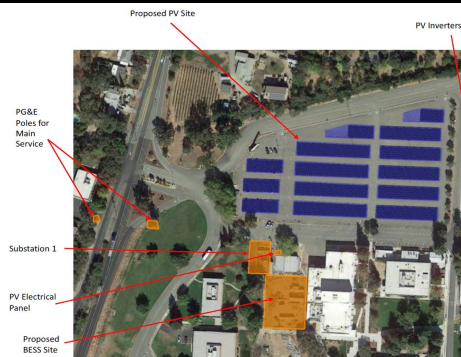 Proposed PV Site
PV Inverters
PG&E
Poles for
Main
Service
Substation 1
PV Electrical
Panel
Proposed
BESS Site